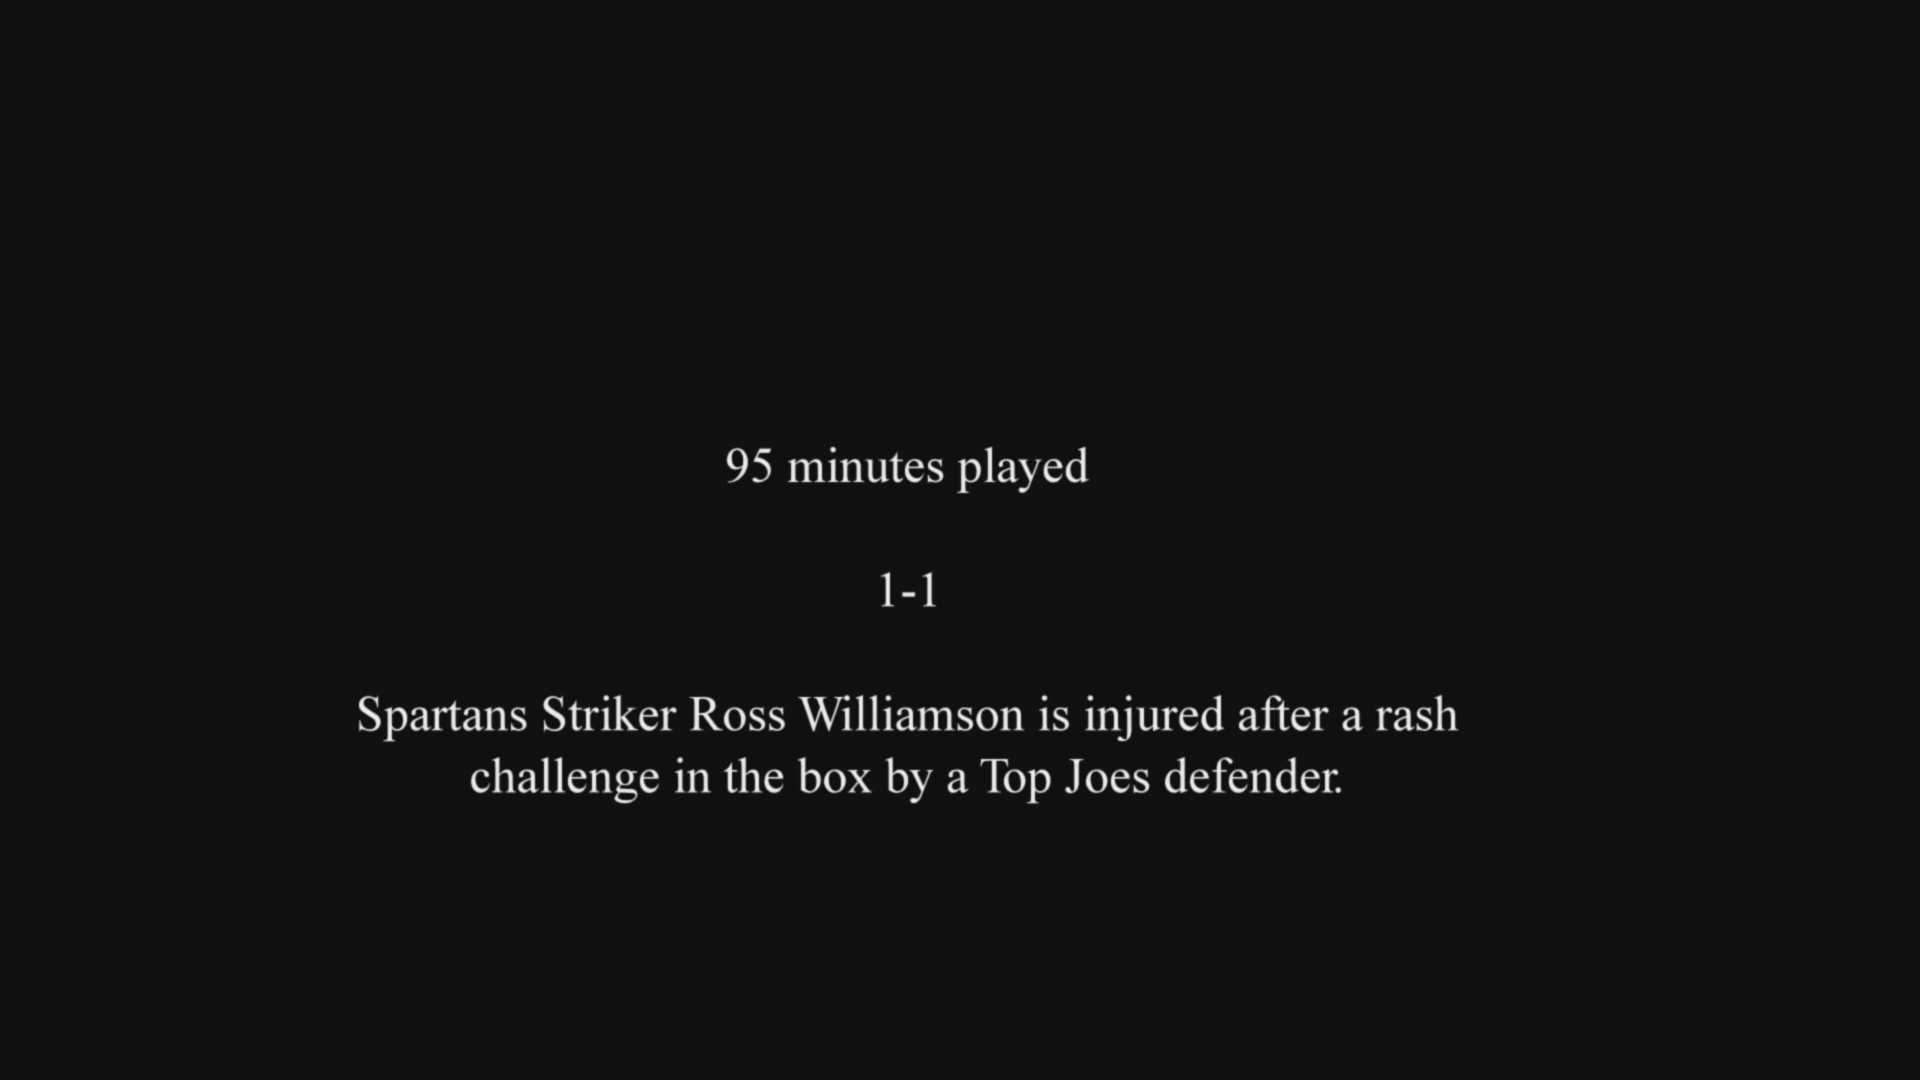 95 minutes played
1-1
Spartans Striker Ross Williamson is injured after a rash
challenge in the box by a Top Joes defender.